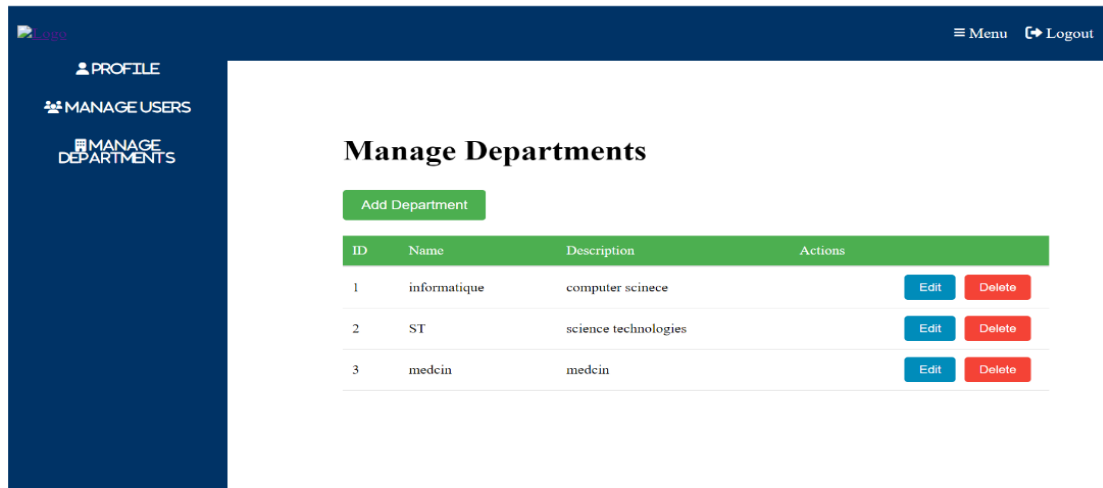 Logo
Menu Logout
PROFILE
MANAGE USERS
MANAGE
DEPARTMENTS
Manage Departments
Add Department
ID Name Description Actions
1 informatique computer scinece Edit Delete
2 ST science technologies Edit Delete
3 medcin medcin Edit Delete